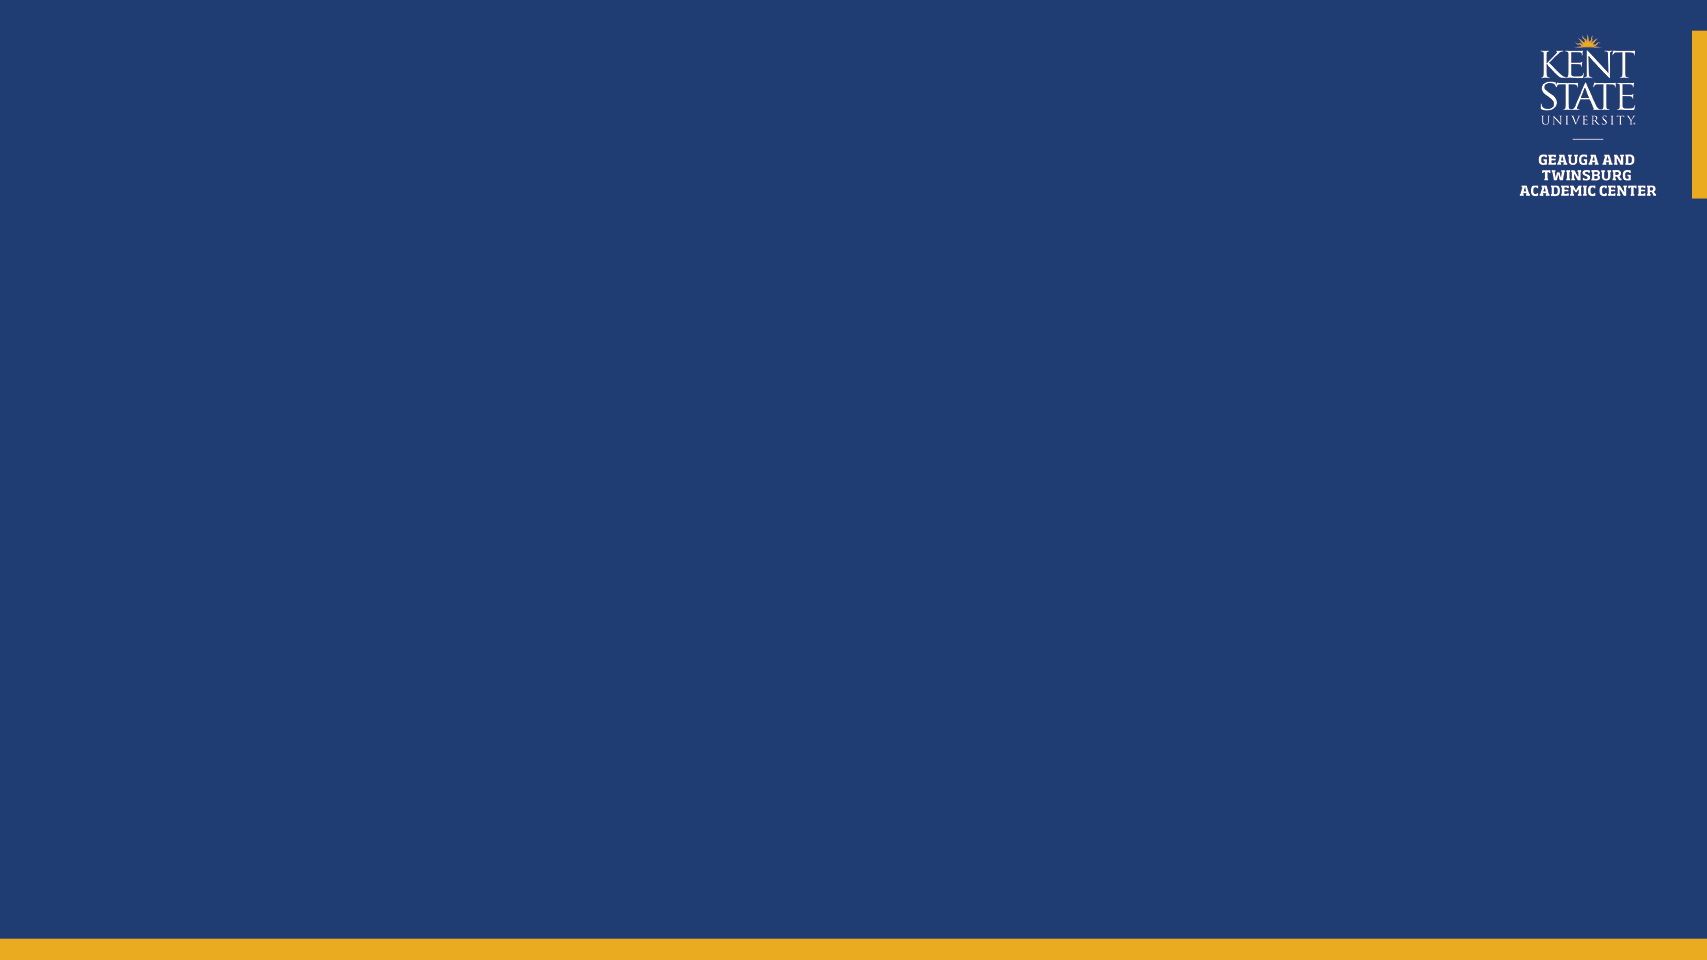 KENT
STATE
UNIVERSITY.
GEAUGA AND
TWINSBURG
ACADEMIC CENTER